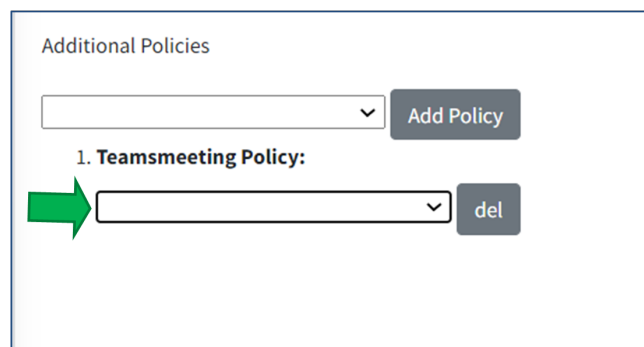 Additional Policies
Add Policy
1. Teamsmeeting Policy:
del